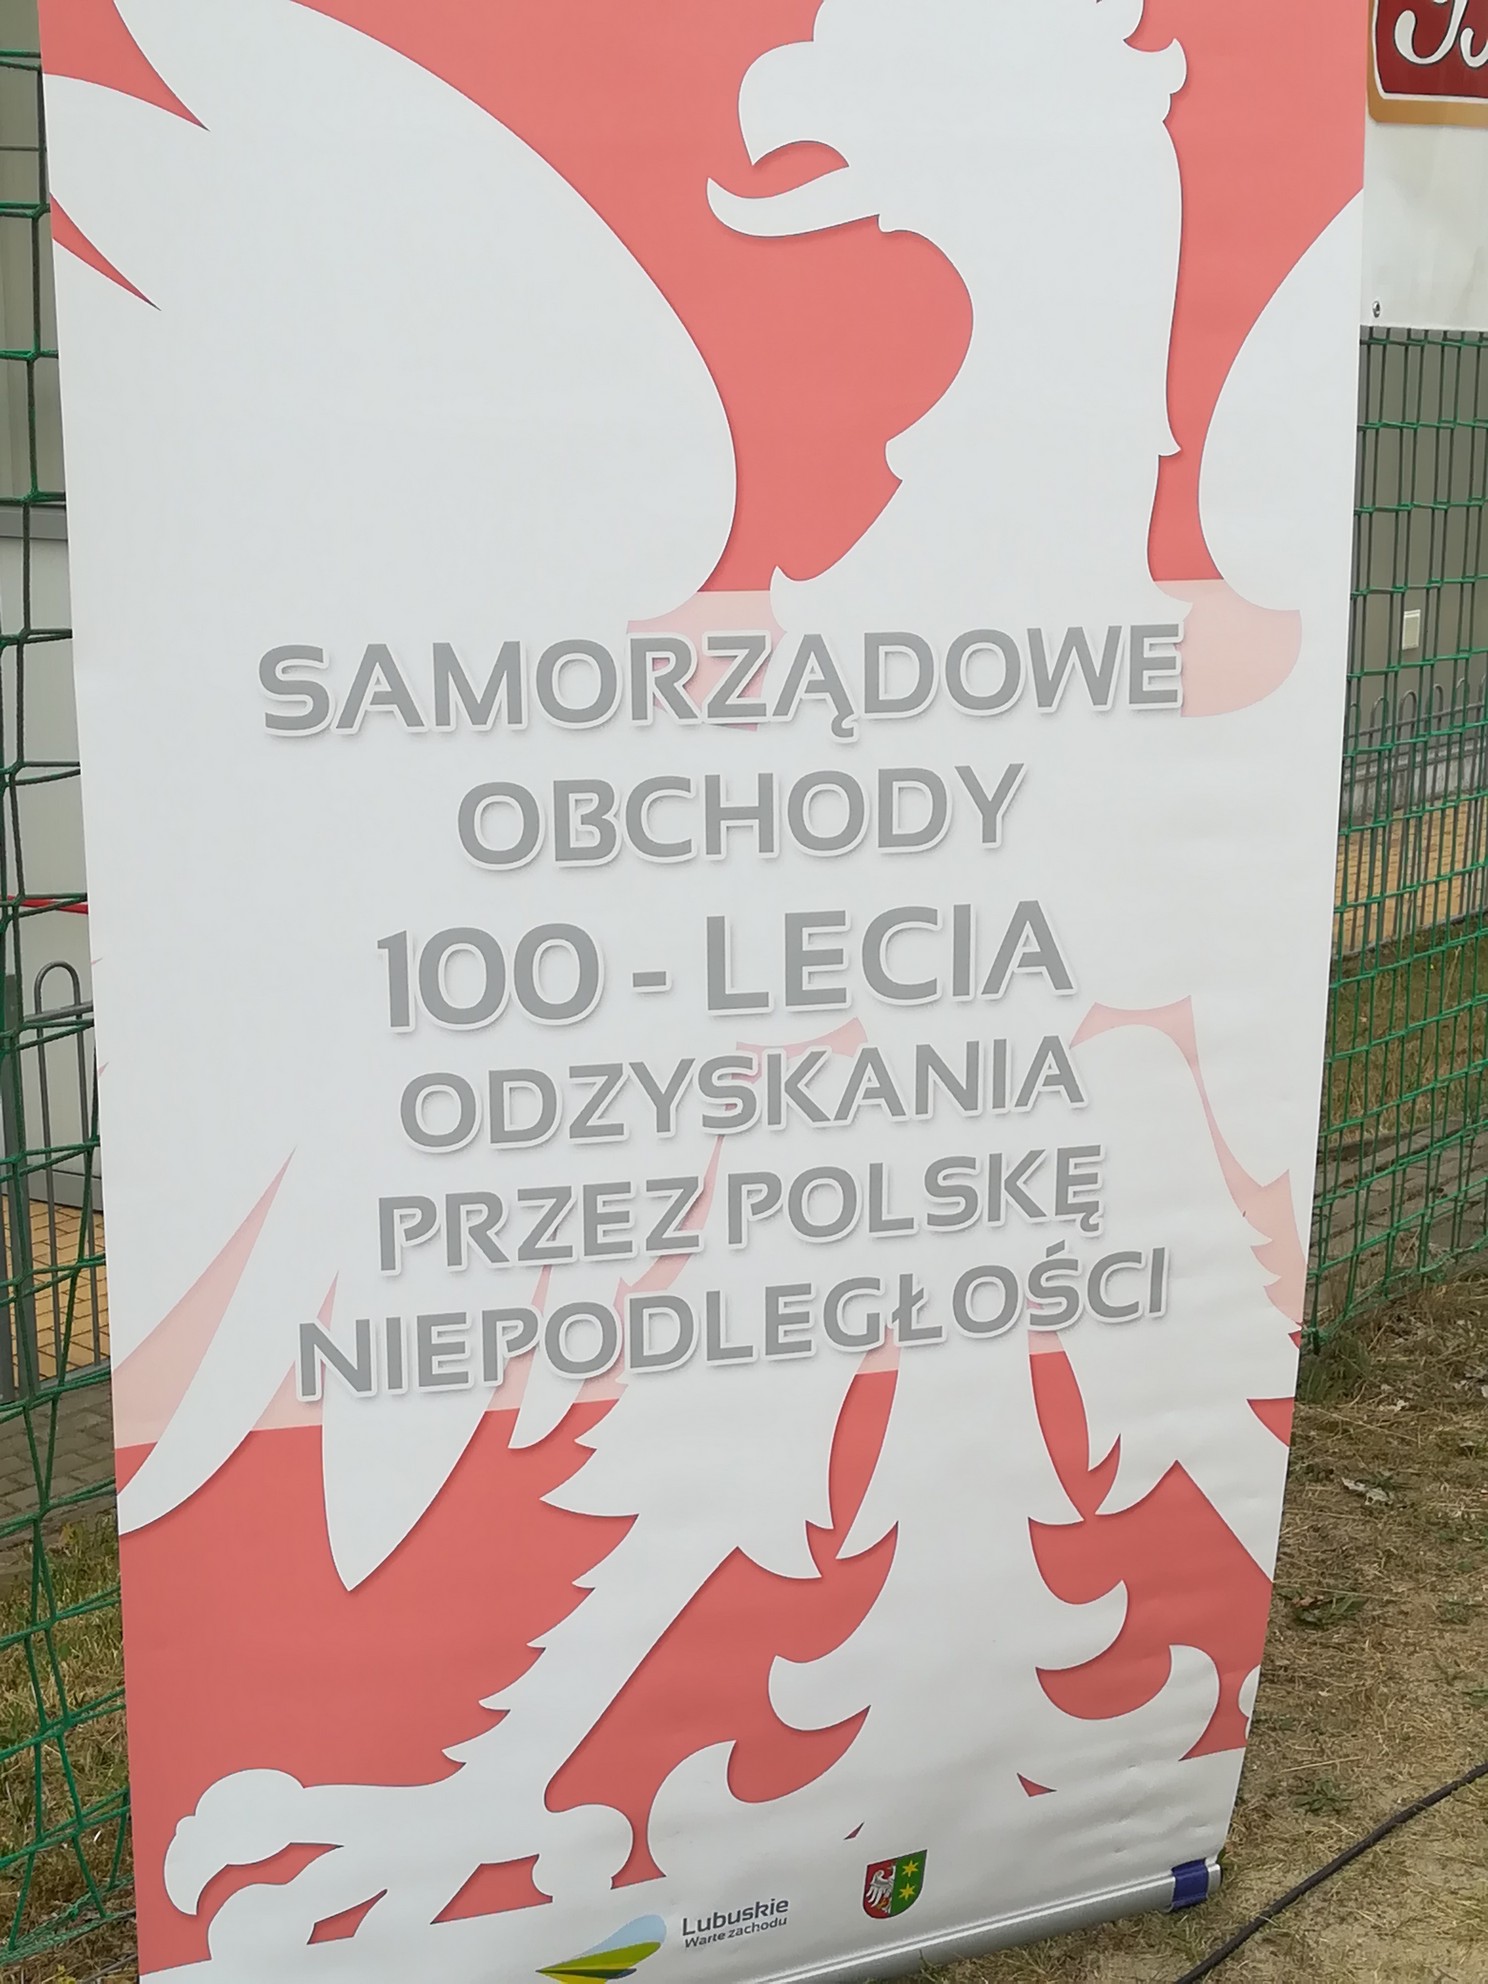 SAMORZĄDOWE
OBCHODY
100 - LECIA
ODZYSKANIA
PRZEZ POLSKĘ
NIEPODLEGŁOŚCI
Lubuskie
Warte zachodu